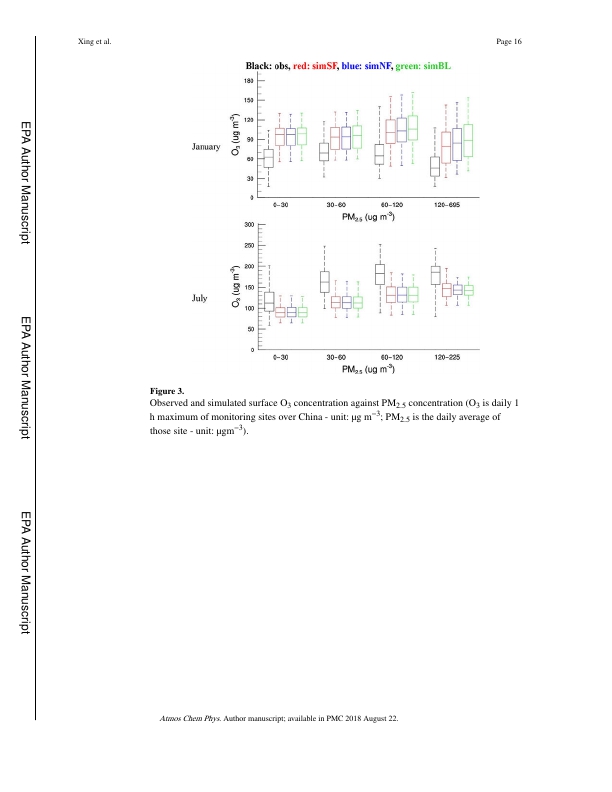 Xing et al.
Page 16
EPA Author Manuscript
EPA Author Manuscript
EPA Author Manuscript
Black: obs, red: simSF, blue: simNF, green: simBL
January
O3 (ug m-3)
180
150
120
90
60
30
0
0-30
30-60
60-120
120-695
PM2.5 (ug m-3)
July
O3 (ug m-3)
300
250
200
150
100
50
0
0-30
30-60
60-120
120-225
PM2.5 (ug m-3)
Figure 3.
Observed and simulated surface O3 concentration against PM2.5 concentration (O3 is daily 1
h maximum of monitoring sites over China - unit: μg m−3; PM2.5 is the daily average of
those site - unit: μgm−3).
Atmos Chem Phys. Author manuscript; available in PMC 2018 August 22.